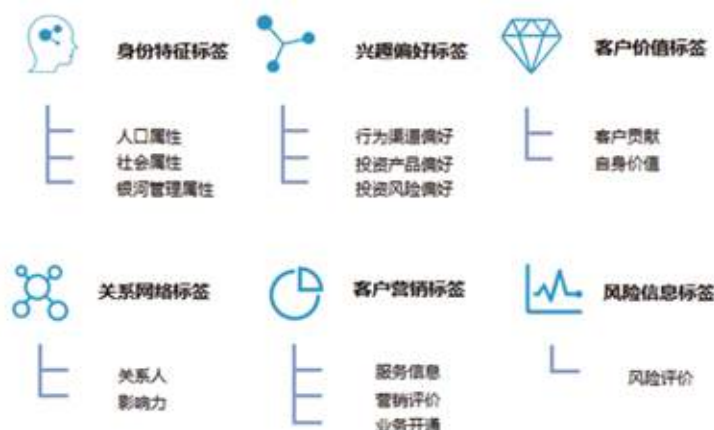 身份特征标签
人口属性
社会属性
银河管理属性
兴趣偏好标签
行为渠道偏好
投资产品偏好
投资风险偏好
客户价值标签
客户贡献
自身价值
关系网络标签
关系人
影响力
客户营销标签
服务信息
营销评价
业务开通
风险信息标签
风险评价